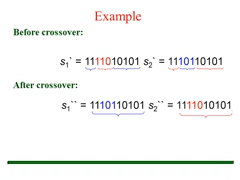 Example
Before crossover:
s1` = 1111010101 s2` = 1110110101
After crossover:
s1`` = 1110110101 s2`` = 1111010101